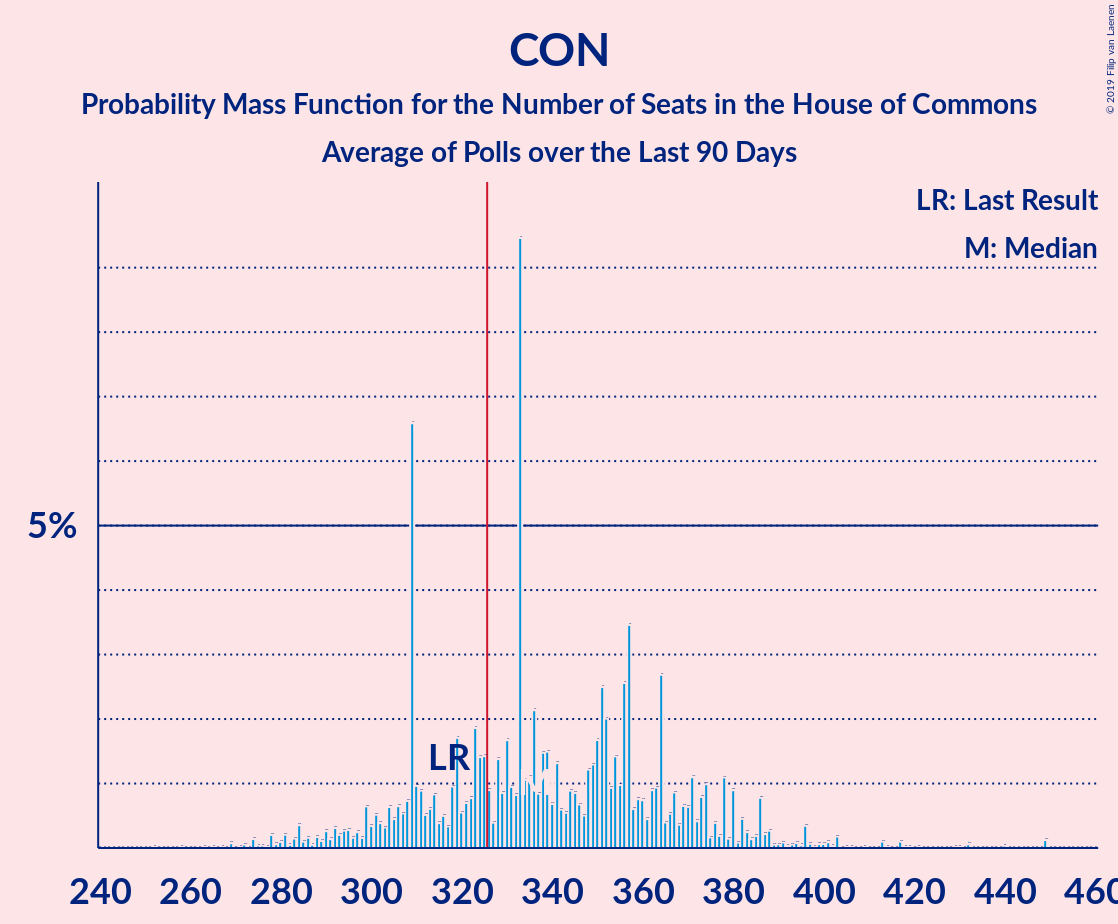 CON
Probability Mass Function for the Number of Seats in the House of Commons
Average of Polls over the Last 90 Days
© 2019 Filip van Laenen
LR: Last Result
M: Median
5%
LR
240 260 280 300 320 340 360 380 400 420 440 460